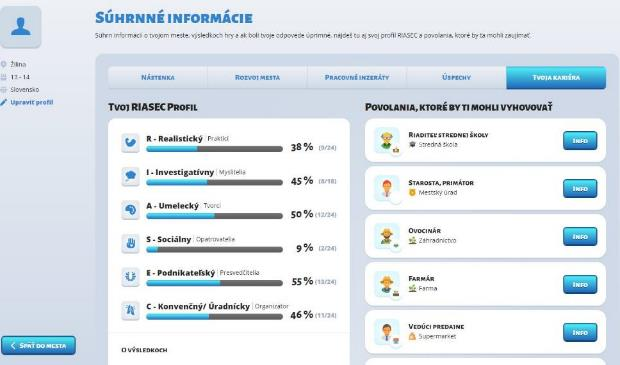 Súhrnné informácie
Súhrn informácií o tvojom meste, výsledkoch hry a ak boli tvoje odpovede úprimné, nájdeš tu aj svoj profil RIASEC a povolania, ktoré by ťa mohli zaujímať.
Žilina
13 - 14
Slovensko
Upraviť profil
Nástenka
Rozvoj mesta
Pracovné inzeráty
Úspechy
Tvoja kariéra
Tvoj RIASEC Profil
R - Realistický | Praktici
38 % (9/24)
I - Investigatívny | Myslitelia
45 % (8/18)
A - Umelecký | Tvorci
50 % (12/24)
S - Sociálny | Opatrovatelia
9 % (2/24)
E - Podnikateľský | Presvedčitelia
55 % (13/24)
C - Konvenčný/ Úradnícky | Organizátor
46 % (11/24)
O výsledkoch
Povolania, ktoré by ti mohli vyhovovať
Riaditeľ strednej školy
Stredná škola
Info
Starosta, primátor
Mestský úrad
Info
Ovocinár
Záhradníctvo
Info
Farmár
Farma
Info
Vedúci predajne
Supermarket
Info
Späť do mesta